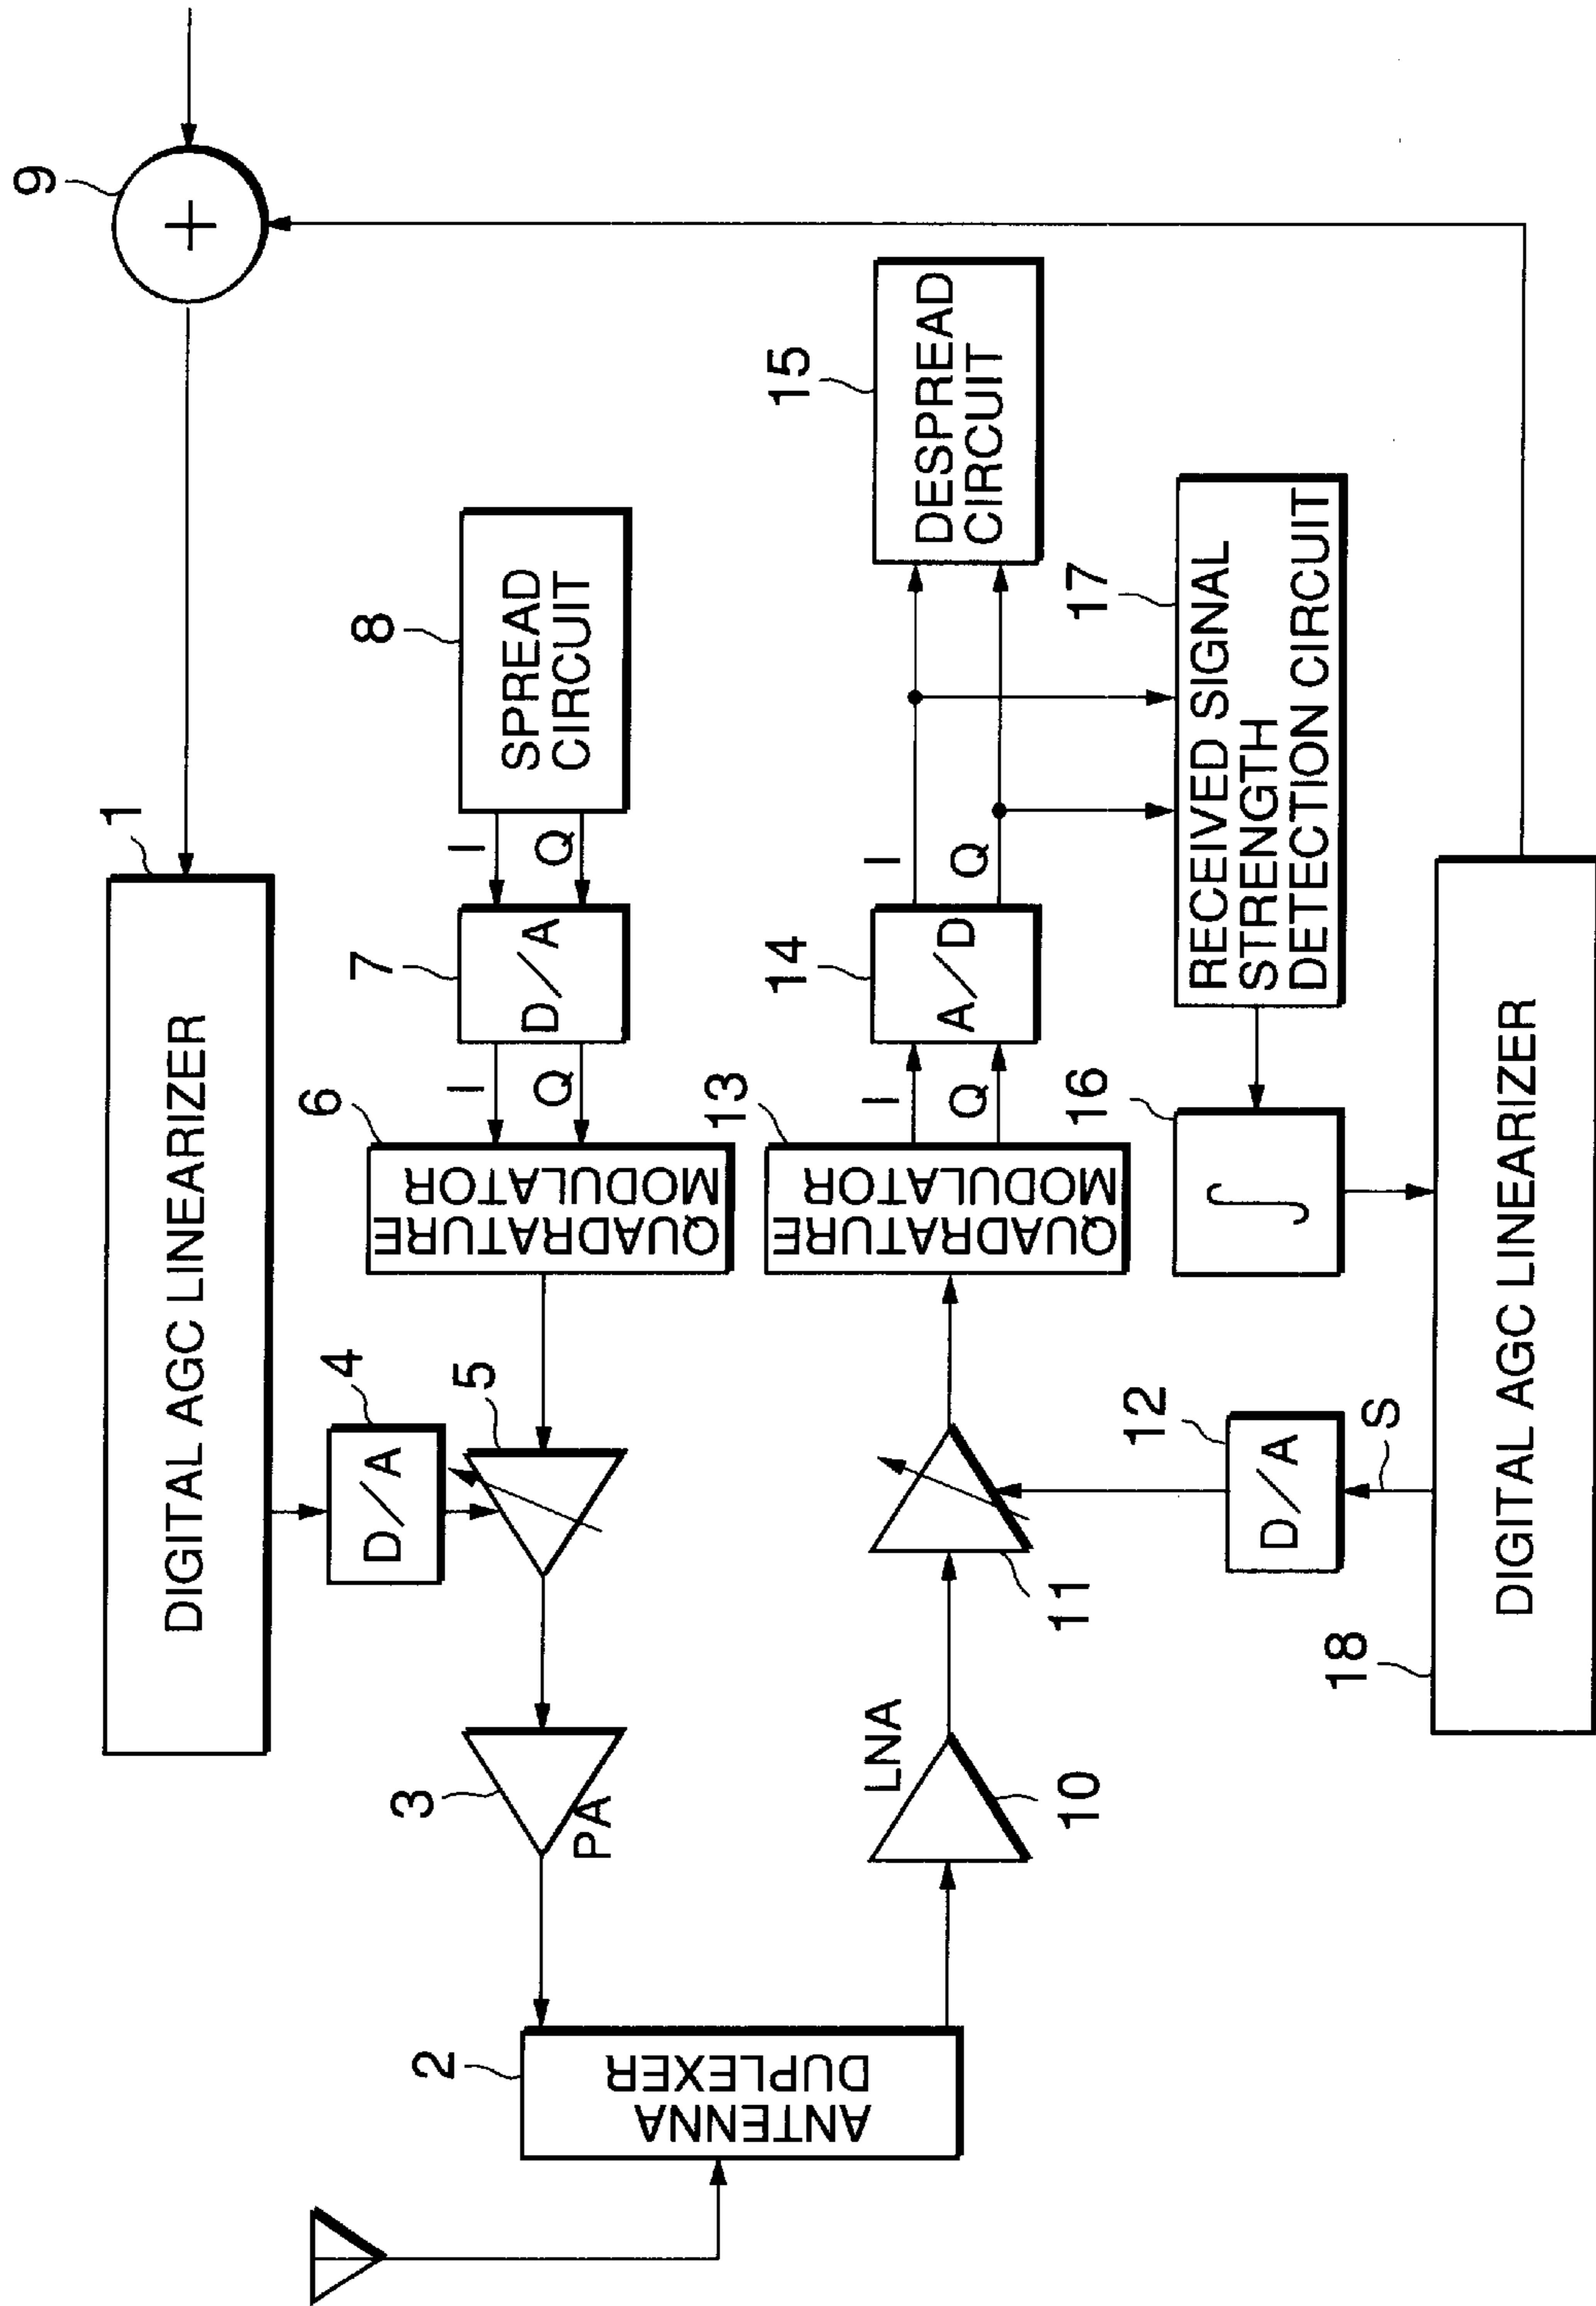 9
1
DIGITAL AGC LINEARIZER
4
D/A
5
3
PA
2
ANTENNA
DUPLEXER
6
QUADRATURE
MODULATOR
I
Q
7
D/A
I
Q
8
SPREAD
CIRCUIT
LNA
10
11
13
QUADRATURE
MODULATOR
I
Q
14
A/D
I
Q
15
DESPREAD
CIRCUIT
12
D/A
S
16
∫
17
RECEIVED SIGNAL
STRENGTH
DETECTION CIRCUIT
18
DIGITAL AGC LINEARIZER
+